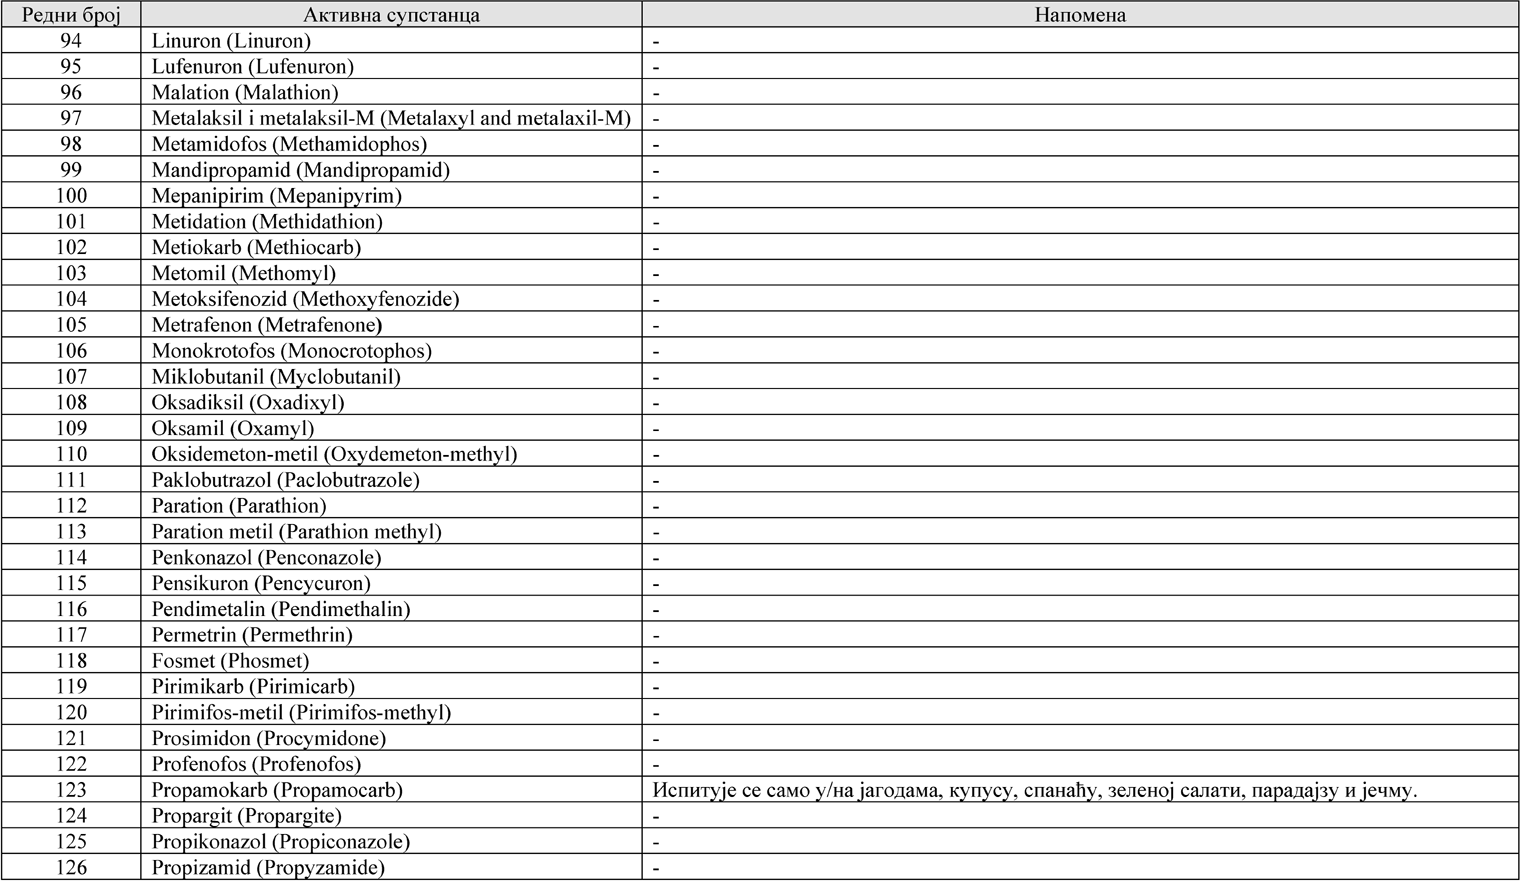 Редни број Активна супстанца Напомена
94 Linuron (Linuron) -
95 Lufenuron (Lufenuron) -
96 Malation (Malathion) -
97 Metalaksil i metalaksil-M (Metalaxyl and metalaxil-M) -
98 Metamidofos (Methamidophos) -
99 Mandipropamid (Mandipropamid) -
100 Mepanipirim (Mepanipyrim) -
101 Metidation (Methidathion) -
102 Metiokarb (Methiocarb) -
103 Metomil (Methomyl) -
104 Metoksifenozid (Methoxyfenozide) -
105 Metrafenon (Metrafenone) -
106 Monokrotofos (Monocrotophos) -
107 Miklobutanil (Myclobutanil) -
108 Oksadiksil (Oxadixyl) -
109 Oksamil (Oxamyl) -
110 Oksidemeton-metil (Oxydemeton-methyl) -
111 Paklobutrazol (Paclobutrazole) -
112 Paration (Parathion) -
113 Paration metil (Parathion methyl) -
114 Penkonazol (Penconazole) -
115 Pensikuron (Pencycuron) -
116 Pendimetalin (Pendimethalin) -
117 Permetrin (Permethrin) -
118 Fosmet (Phosmet) -
119 Pirimikarb (Pirimicarb) -
120 Pirimifos-metil (Pirimifos-methyl) -
121 Prosimidon (Procymidone) -
122 Profenofos (Profenofos) -
123 Propamokarb (Propamocarb) Испитује се само у/на јагодама, купусу, спанаћу, зеленој салати, парадајзу и јечму.
124 Propargit (Propargite) -
125 Propikonazol (Propiconazole) -
126 Propizamid (Propyzamide) -